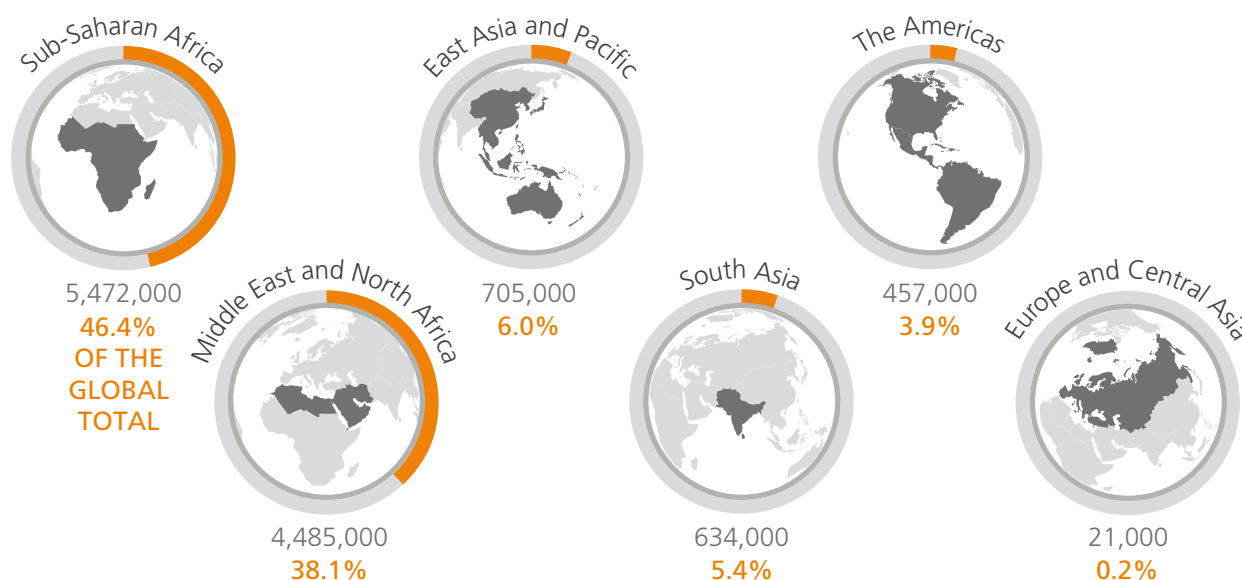 Sub-Saharan Africa
5,472,000
46.4%
OF THE
GLOBAL
TOTAL
Middle East and North Africa
4,485,000
38.1%
East Asia and Pacific
705,000
6.0%
South Asia
634,000
5.4%
The Americas
457,000
3.9%
Europe and Central Asia
21,000
0.2%